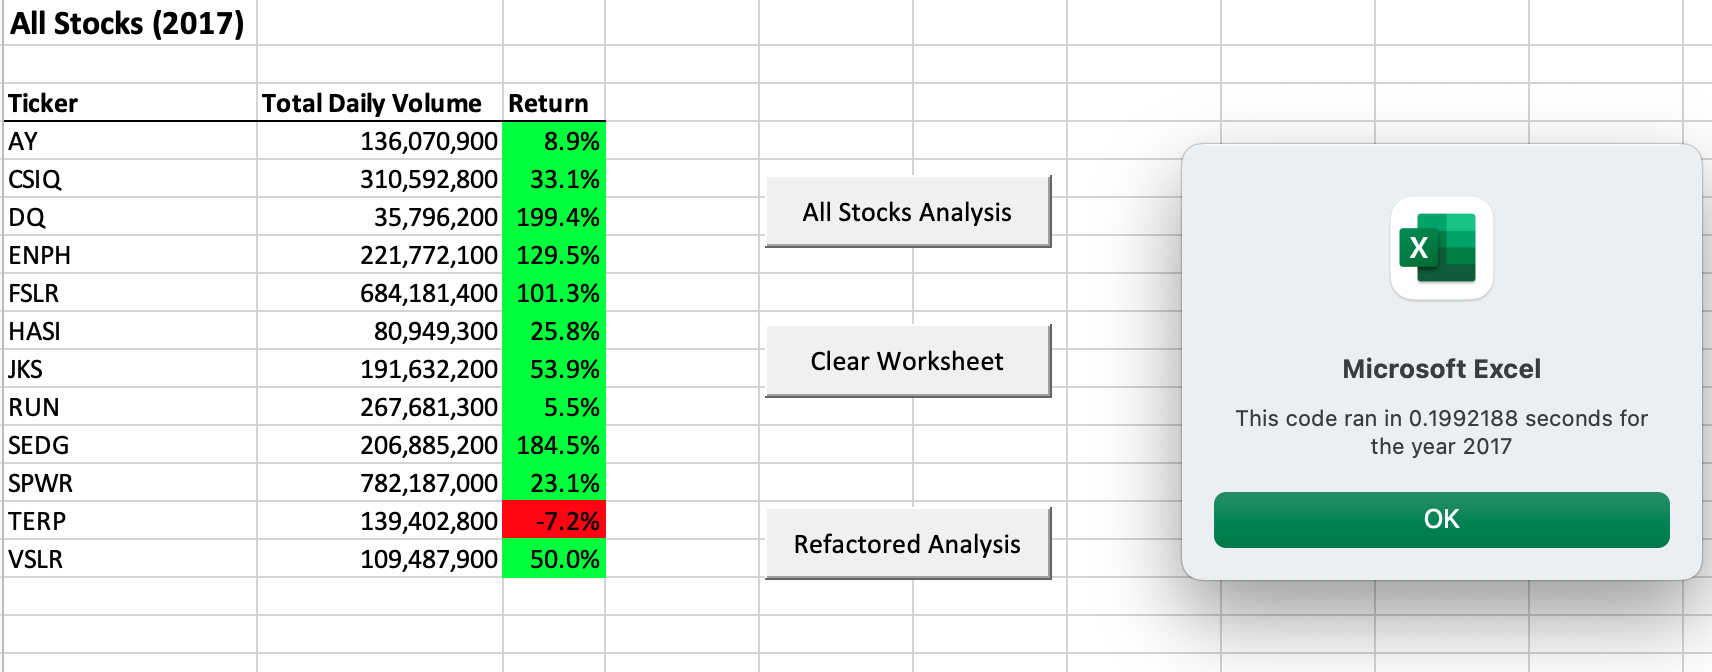 All Stocks (2017)
Ticker Total Daily Volume Return
AY 136,070,900 8.9%
CSIQ 310,592,800 33.1%
DQ 35,796,200 199.4%
ENPH 221,772,100 129.5%
FSLR 684,181,400 101.3%
HASI 80,949,300 25.8%
JKS 191,632,200 53.9%
RUN 267,681,300 5.5%
SEDG 206,885,200 184.5%
SPWR 782,187,000 23.1%
TERP 139,402,800 -7.2%
VSLR 109,487,900 50.0%
All Stocks Analysis
Clear Worksheet
Refactored Analysis
X
Microsoft Excel
This code ran in 0.1992188 seconds for
the year 2017
OK